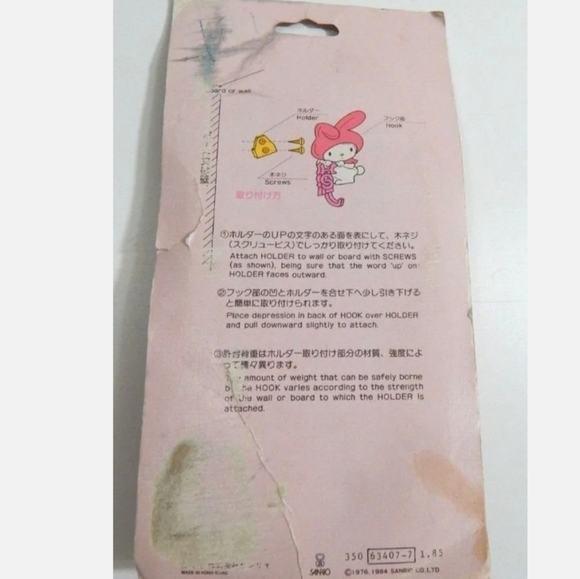 or wall
ホルダー
Holder
フック部
Hook
木ネジ
Screws
取り付け方
①ホルダーのUPの文字のある面を表にして、木ネジ
(スクリュービス)でしっかり取り付けてください。
Attach HOLDER to wall or board with SCREWS
(as shown), being sure that the word 'up' on
HOLDER faces outward.
②フック部の凹とホルダーを合せ下へ少し引き下げる
と簡単に取り付けられます。
Place depression in back of HOOK over HOLDER
and pull downward slightly to attach.
③許容荷重はホルダー取り付け部分の材質、強度によ
って種々異ります。
amount of weight that can be safely borne
HOOK varies according to the strength
of the wall or board to which the HOLDER is
attached.
350 63407-7 1.85
SANRIO ©1976, 1984 SANRIO CO.,LTD